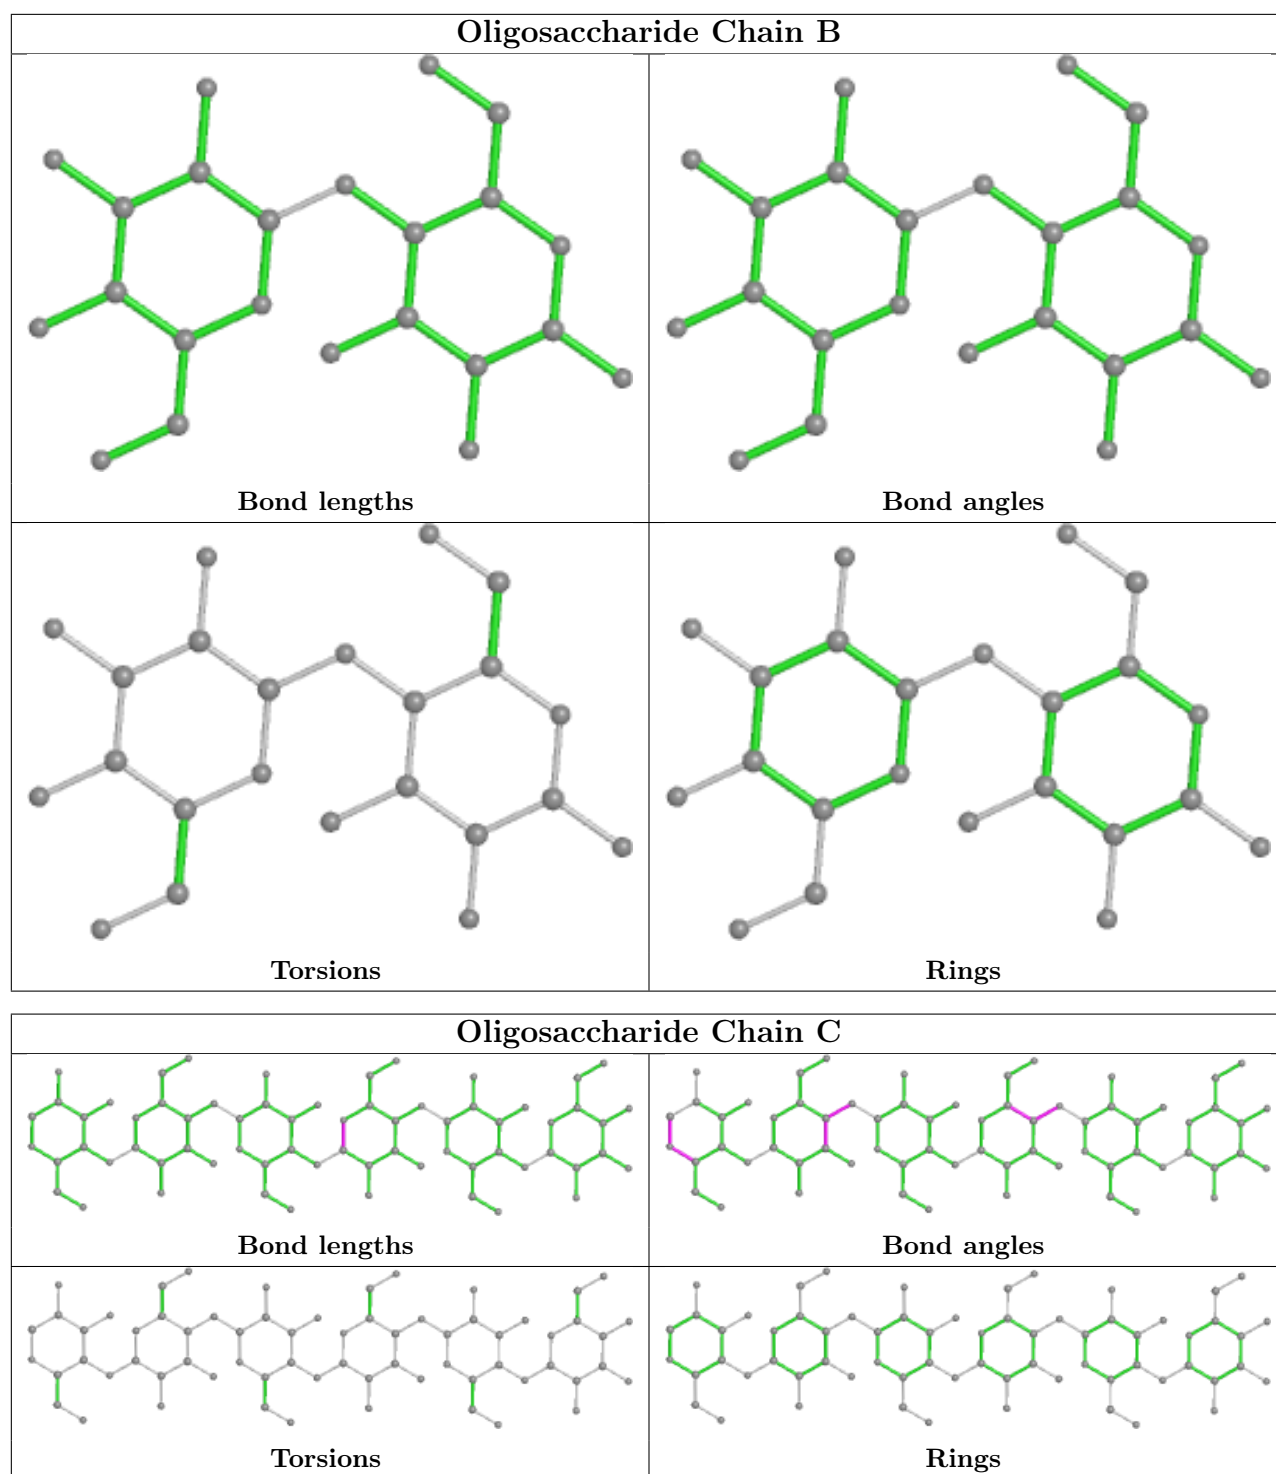 Oligosaccharide Chain B
Bond lengths
Bond angles
Torsions
Rings
Oligosaccharide Chain C
Bond lengths
Bond angles
Torsions
Rings